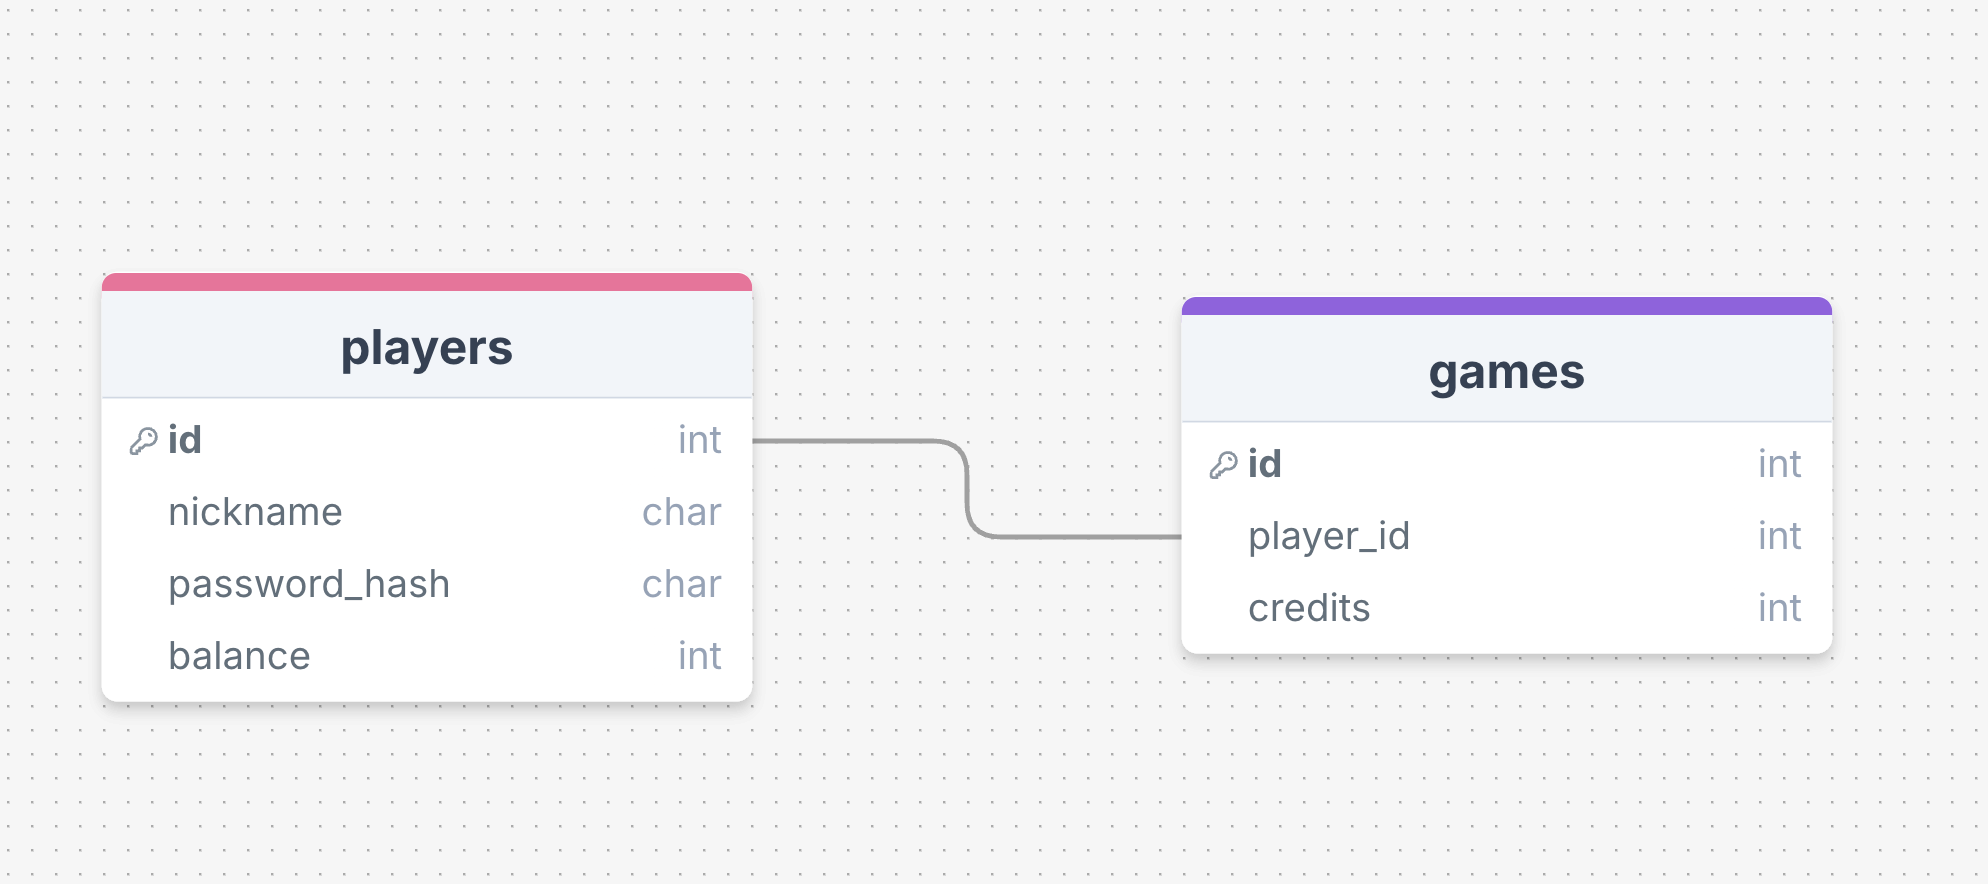 players
id int
nickname char
password_hash char
balance int
games
id int
player_id int
credits int